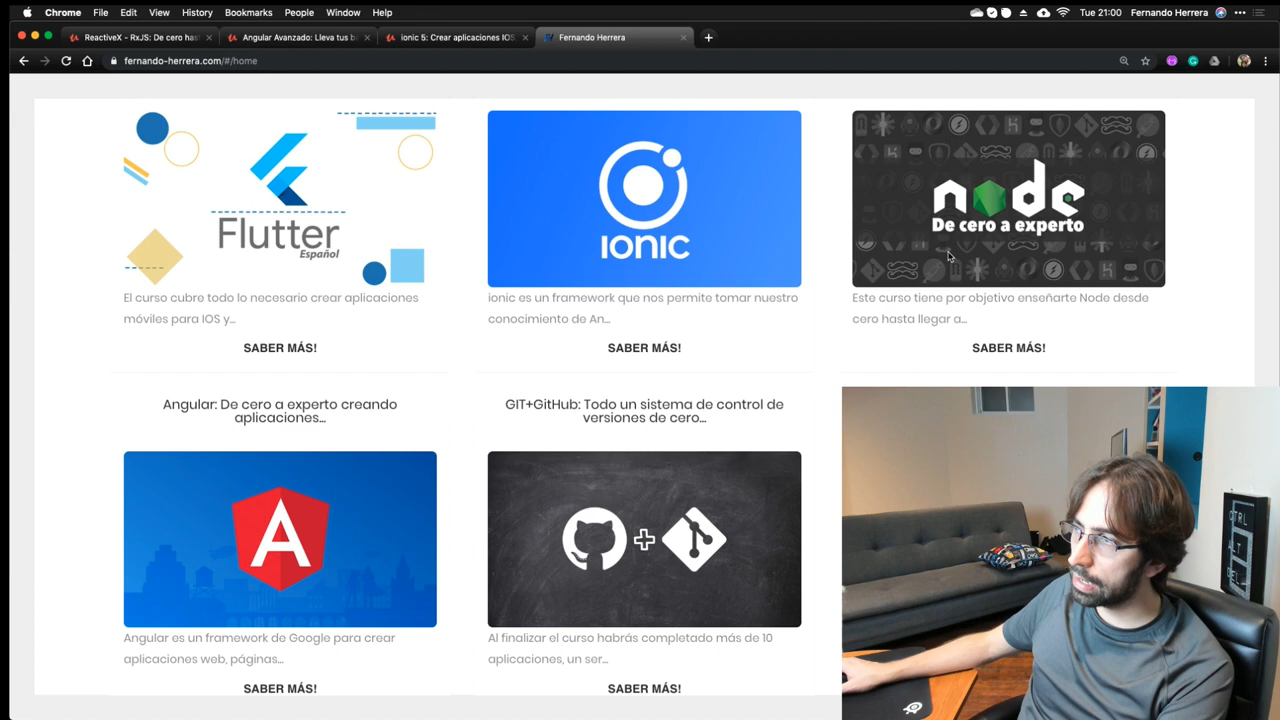 Chrome File Edit View History Bookmarks People Window Help
Tue 21:00 Fernando Herrera
ReactiveX - RxJS: De cero has
Angular Avanzado: Lleva tus b
ionic 5: Crear aplicaciones IOS
Fernando Herrera
fernando-herrera.com/#/home
Flutter
Español
IONIC
node
De cero a experto
El curso cubre todo lo necesario crear aplicaciones
móviles para IOS y...
SABER MÁS!
ionic es un framework que nos permite tomar nuestro
conocimiento de An...
SABER MÁS!
Este curso tiene por objetivo enseñarte Node desde
cero hasta llegar a...
SABER MÁS!
Angular: De cero a experto creando
aplicaciones...
GIT+GitHub: Todo un sistema de control de
versiones de cero...
A
Angular es un framework de Google para crear
aplicaciones web, páginas...
SABER MÁS!
Al finalizar el curso habrás completado más de 10
aplicaciones, un ser...
SABER MÁS!
CTRL
ALT
DEL